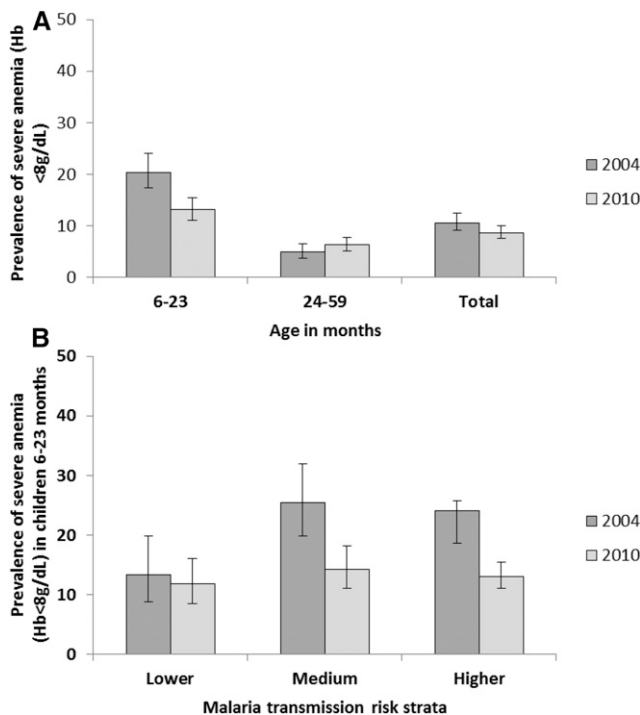 A
Prevalence of severe anemia (Hb
<8g/dL)
50
40
30
20
10
0
6-23
24-59
Total
Age in months
2004
2010
B
Prevalence of severe anemia
(Hb<8g/dL) in children 6-23 months
50
40
30
20
10
0
Lower
Medium
Higher
Malaria transmission risk strata
2004
2010